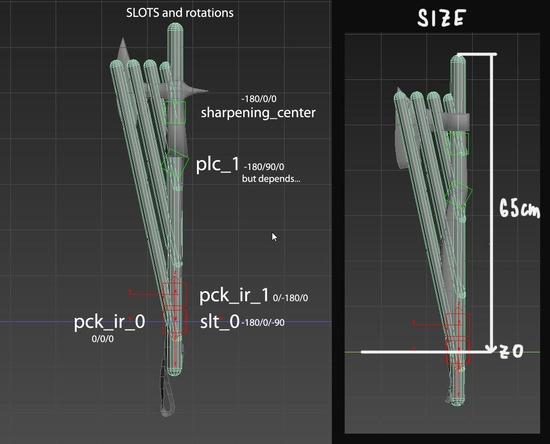 SLOTS and rotations
-180/0/0
sharpening_center
plc_1 -180/90/0
but depends...
pck_ir_1 0/-180/0
pck_ir_0
0/0/0
slt_0 -180/0/-90
SIZE
65cm
z0